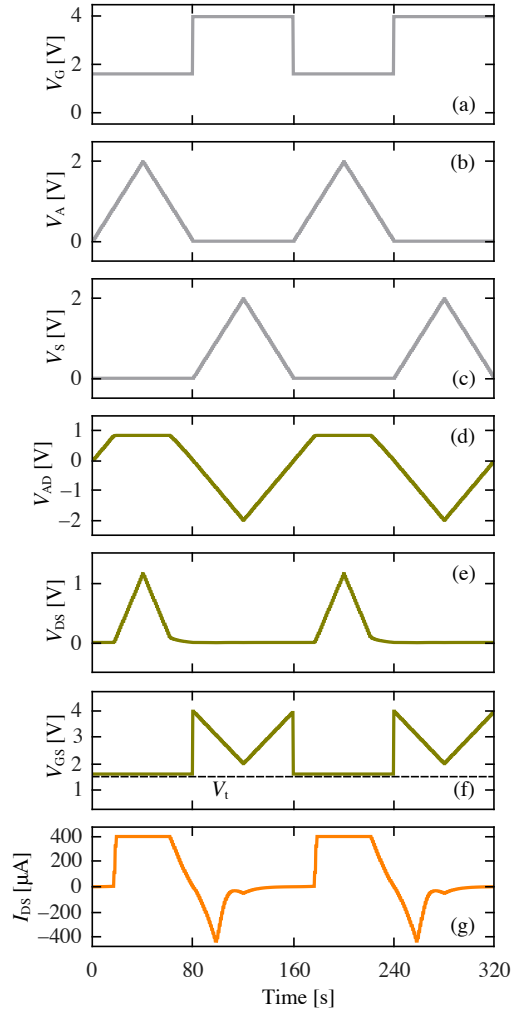 4
2
0
V_G [V]
(a)
2
0
V_A [V]
(b)
2
0
V_S [V]
(c)
1
0
−1
−2
V_AD [V]
(d)
1
0
V_DS [V]
(e)
4
3
2
1
V_GS [V]
V_t
(f)
400
200
0
−200
−400
I_DS [µA]
(g)
0 80 160 240 320
Time [s]